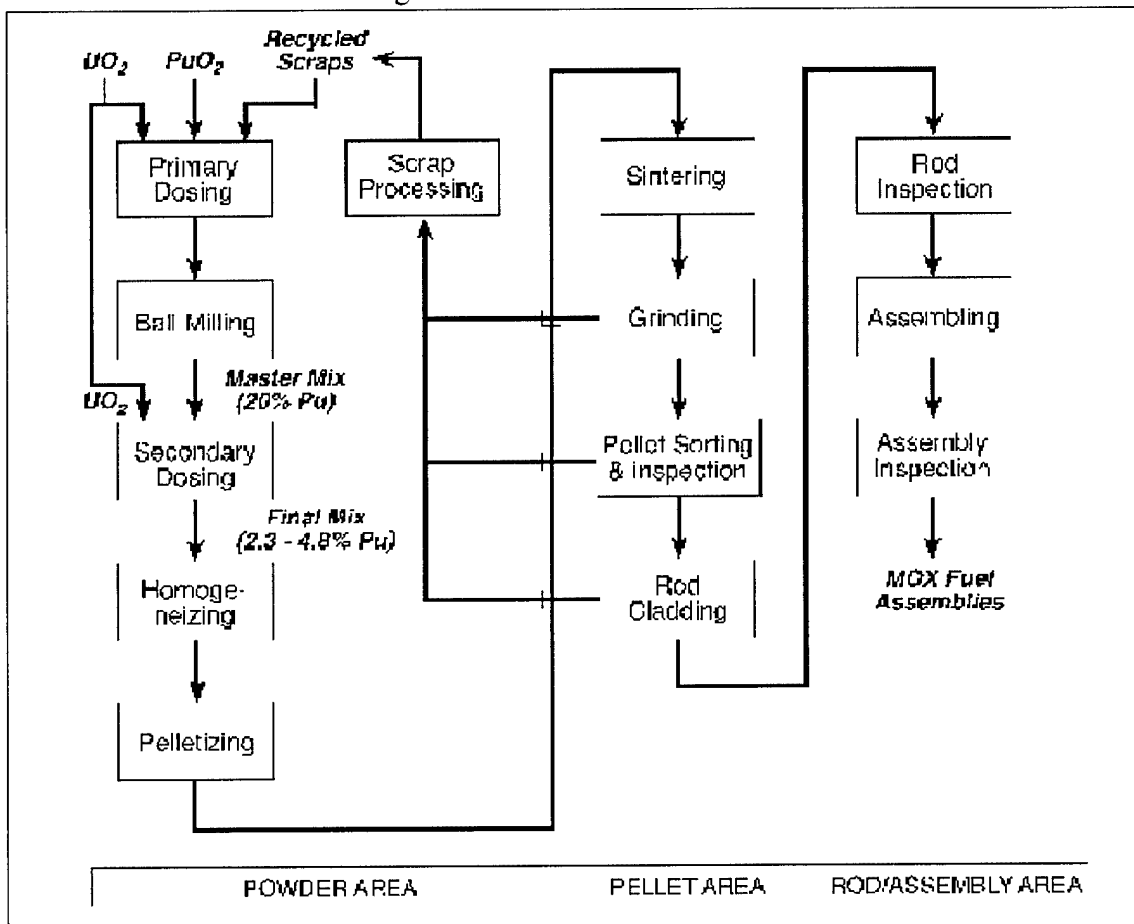 UO2
PuO2
Recycled
Scraps
Primary
Dosing
Ball Milling
Master Mix
(20% Pu)
UO2
Secondary
Dosing
Final Mix
(2.3 - 4.8% Pu)
Homoge-
neizing
Pelletizing
Scrap
Processing
Sintering
Grinding
Pellet Sorting
& Inspection
Rod
Cladding
Rod
Inspection
Assembling
Assembly
Inspection
MOX Fuel
Assemblies
POWDER AREA
PELLET AREA
ROD/ASSEMBLY AREA